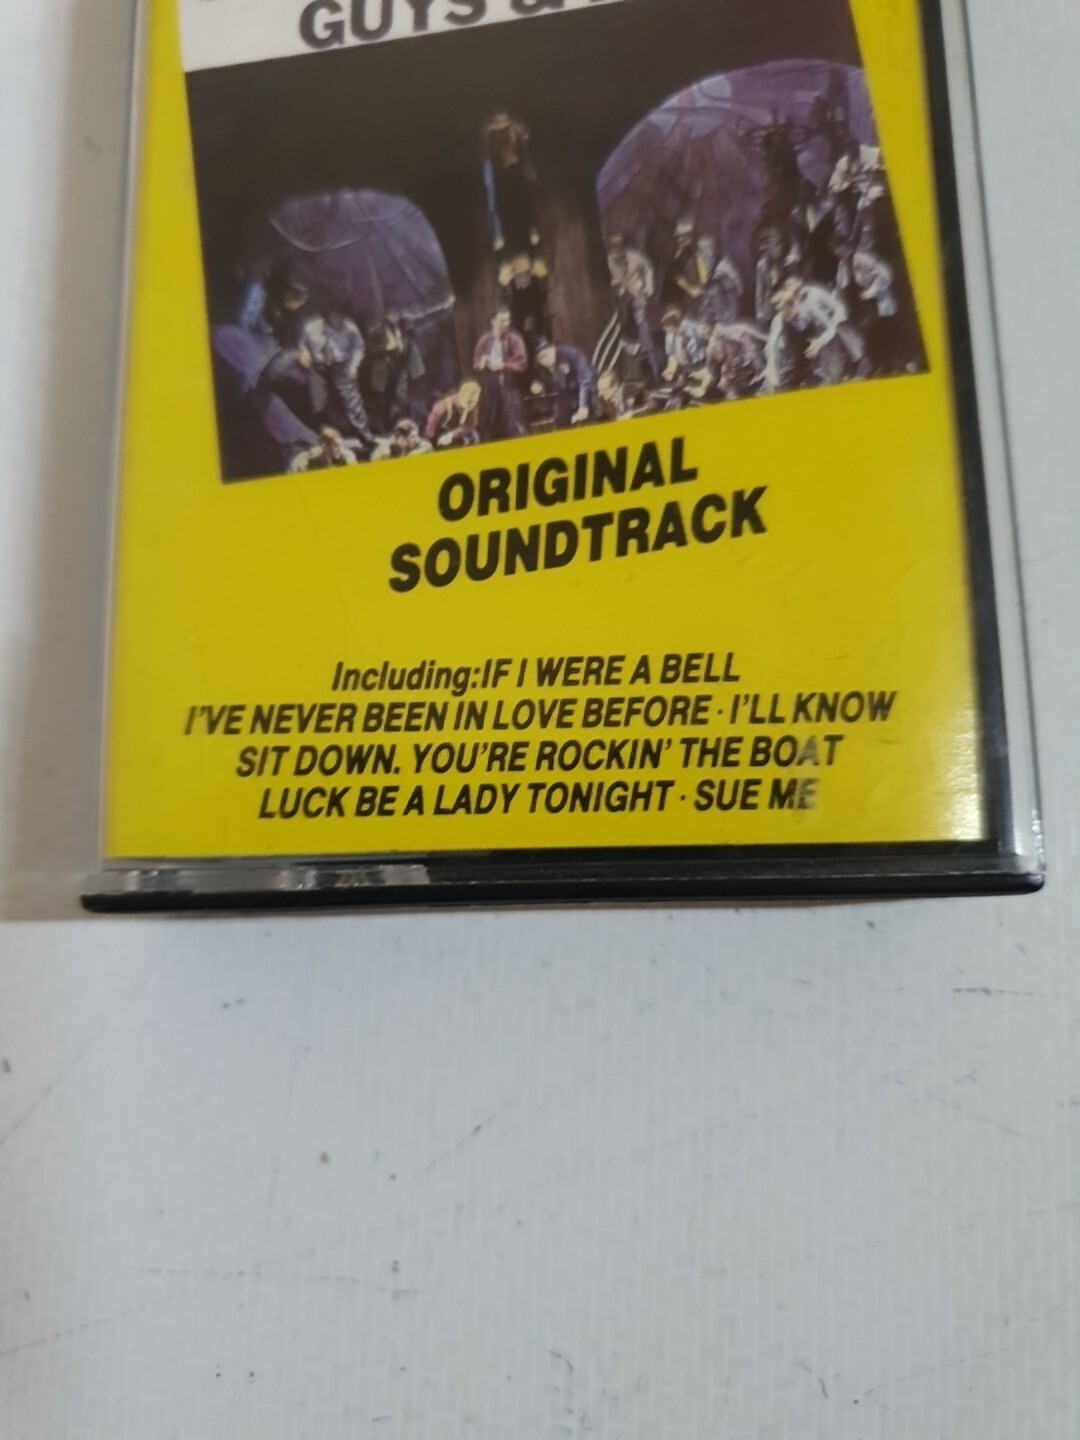 GUYS &
ORIGINAL
SOUNDTRACK
Including:IF I WERE A BELL
I'VE NEVER BEEN IN LOVE BEFORE · I'LL KNOW
SIT DOWN. YOU'RE ROCKIN' THE BOAT
LUCK BE A LADY TONIGHT · SUE ME